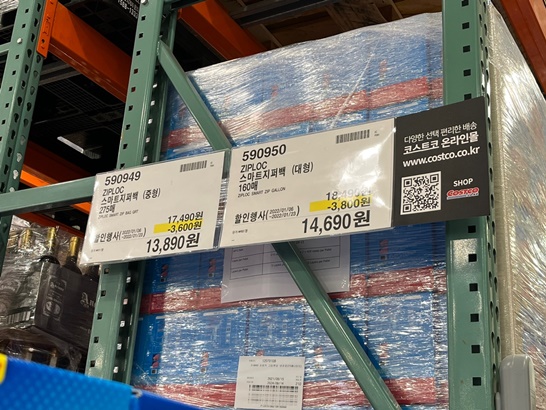 590949
ZIPLOC
스마트지퍼백 (중형)
275매
17,490원
-3,600원
할인행사
13,890원
590950
ZIPLOC
스마트지퍼백 (대형)
160매
ZIPLOC SMART ZIP GALLON
18,490원
-3,800원
할인행사
14,690원
다양한 선택 편리한 배송
코스트코 온라인몰
www.costco.co.kr
SHOP
COSTCO